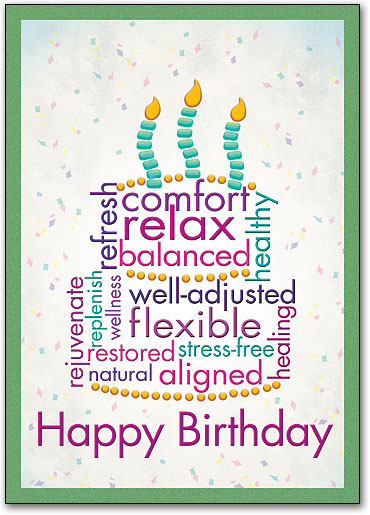 comfort
refresh
relax
healthy
balanced
rejuvenate
replenish
wellness
well-adjusted
flexible
healing
restored
stress-free
natural
aligned
Happy Birthday